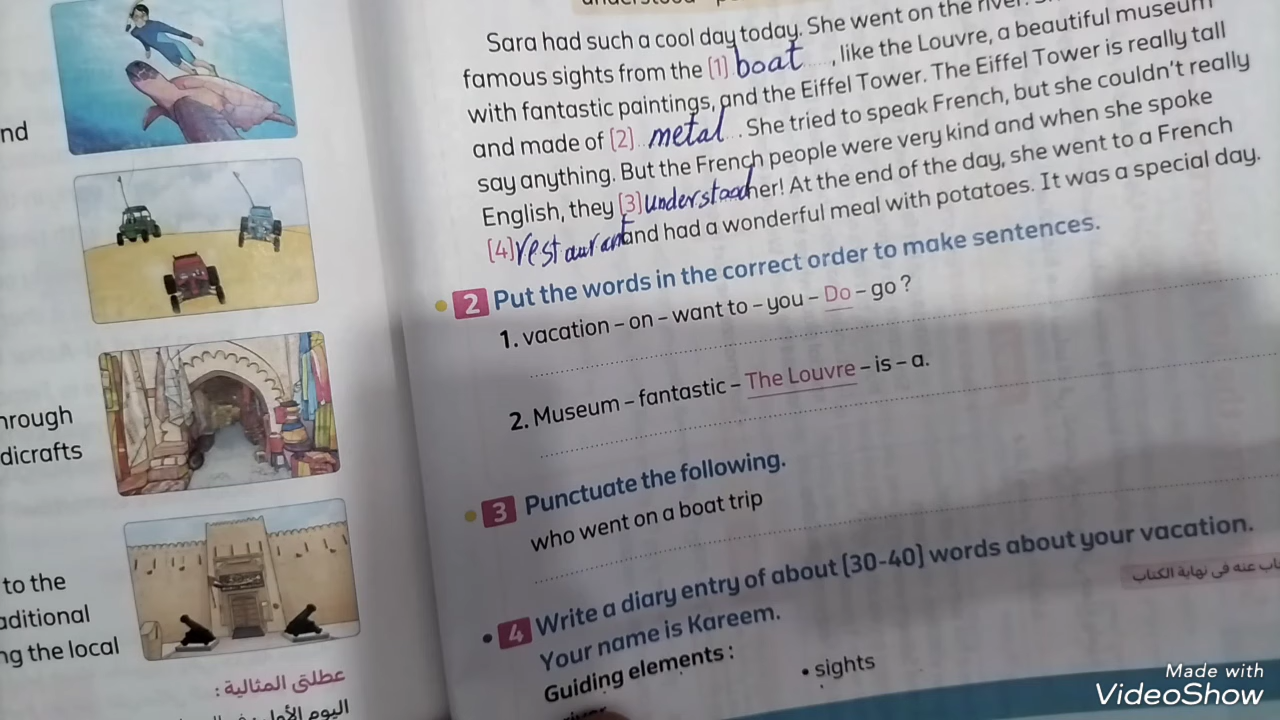 Sara had such a cool day today. She went on the river.
famous sights from the [1] boat , like the Louvre, a beautiful museum
with fantastic paintings, and the Eiffel Tower. The Eiffel Tower is really tall
and made of [2] metal . She tried to speak French, but she couldn't really
say anything. But the French people were very kind and when she spoke
English, they [3] understood her! At the end of the day, she went to a French
[4] restaurant and had a wonderful meal with potatoes. It was a special day.
2 Put the words in the correct order to make sentences.
1. vacation – on – want to – you – Do – go ?
2. Museum – fantastic – The Louvre – is – a.
3 Punctuate the following.
who went on a boat trip
4 Write a diary entry of about [30-40] words about your vacation.
Your name is Kareem.
Guiding elements :
• sights
nd
hrough
dicrafts
to the
aditional
ng the local
عطلتى المثالية :
Made with
VideoShow